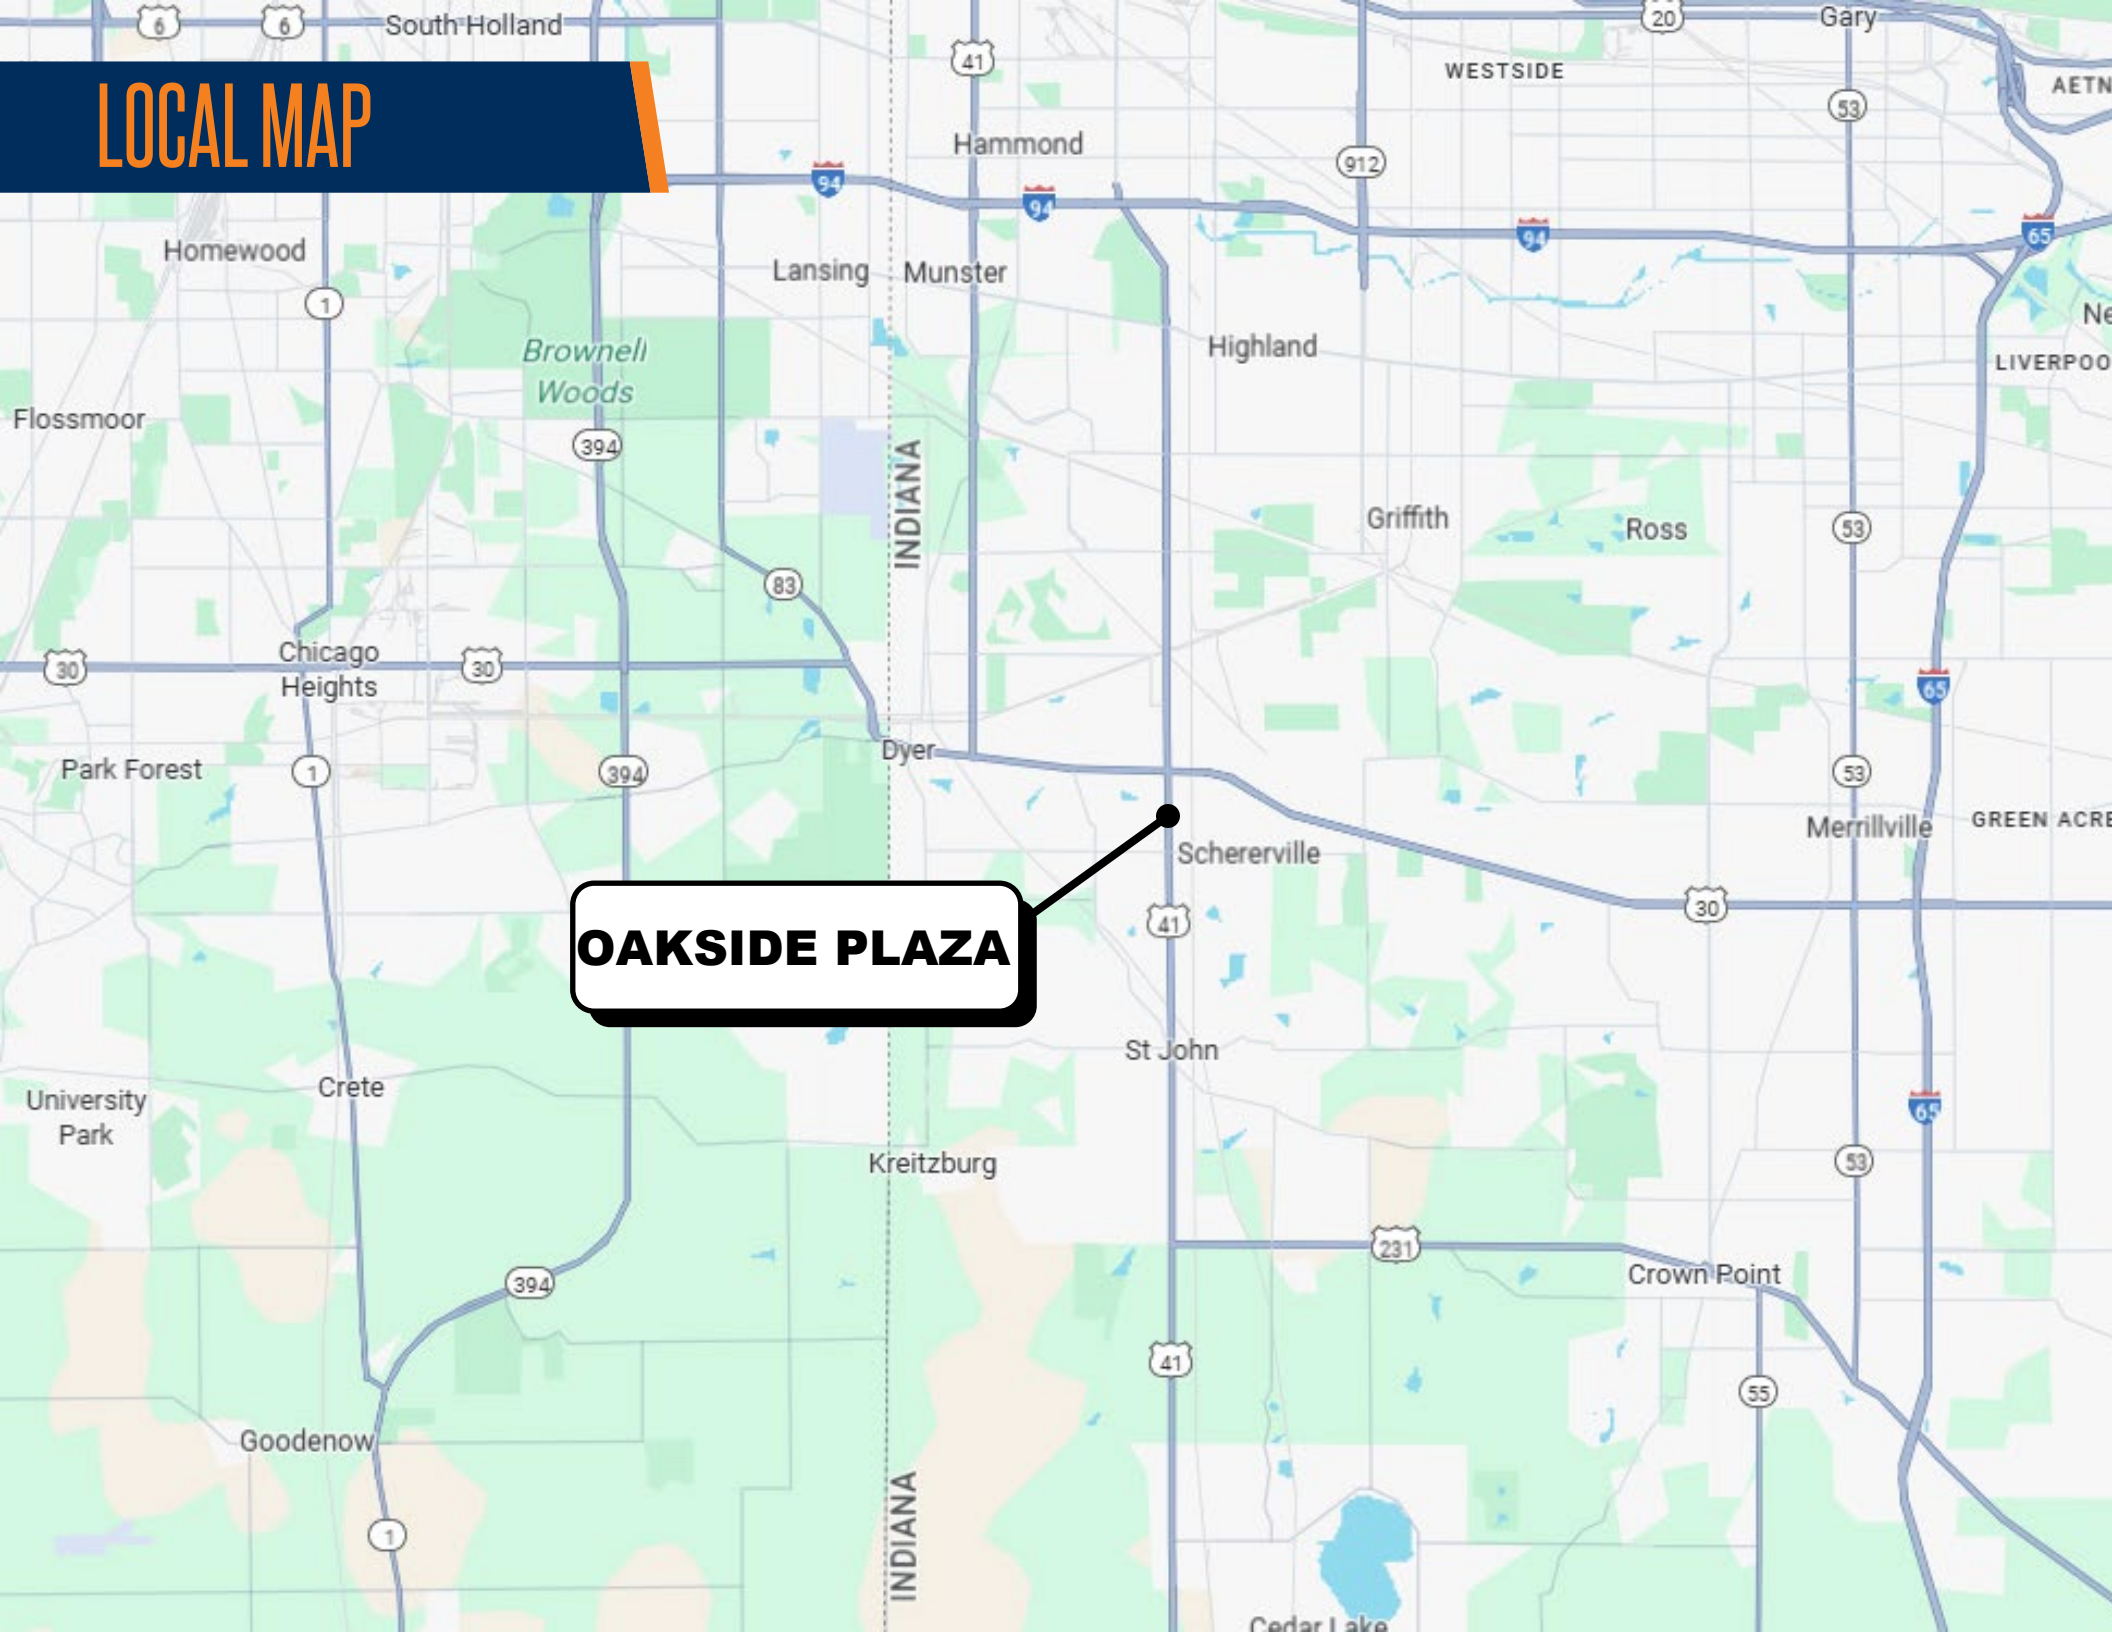 6
6
South Holland
41
20
Gary
WESTSIDE
AETN
53
LOCAL MAP
Hammond
912
94
94
94
65
Homewood
Lansing
Munster
1
Ne
Highland
Brownell
Woods
LIVERPOO
Flossmoor
394
INDIANA
Griffith
Ross
53
83
Chicago
Heights
30
30
65
Dyer
Park Forest
1
394
53
Merrillville
GREEN ACRE
Schererville
30
41
OAKSIDE PLAZA
St John
Crete
University
Park
65
Kreitzburg
53
231
Crown Point
394
41
55
Goodenow
1
INDIANA
Cedar Lake